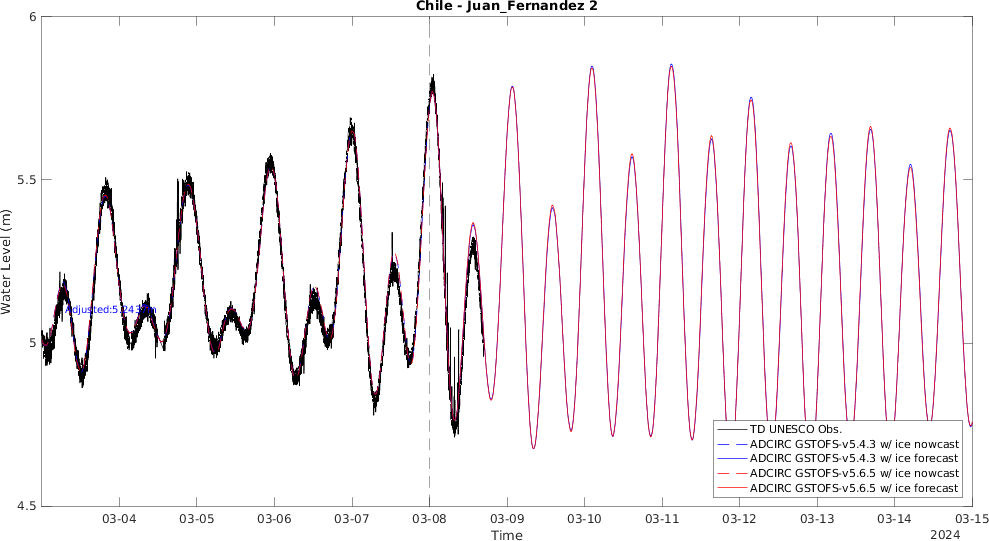 Chile - Juan_Fernandez 2
Water Level (m)
6
5.5
5
4.5
TD UNESCO Obs.
ADCIRC GSTOFS-v5.4.3 w/ ice nowcast
ADCIRC GSTOFS-v5.4.3 w/ ice forecast
ADCIRC GSTOFS-v5.6.5 w/ ice nowcast
ADCIRC GSTOFS-v5.6.5 w/ ice forecast
03-04 03-05 03-06 03-07 03-08 03-09 03-10 03-11 03-12 03-13 03-14 03-15
Time
2024